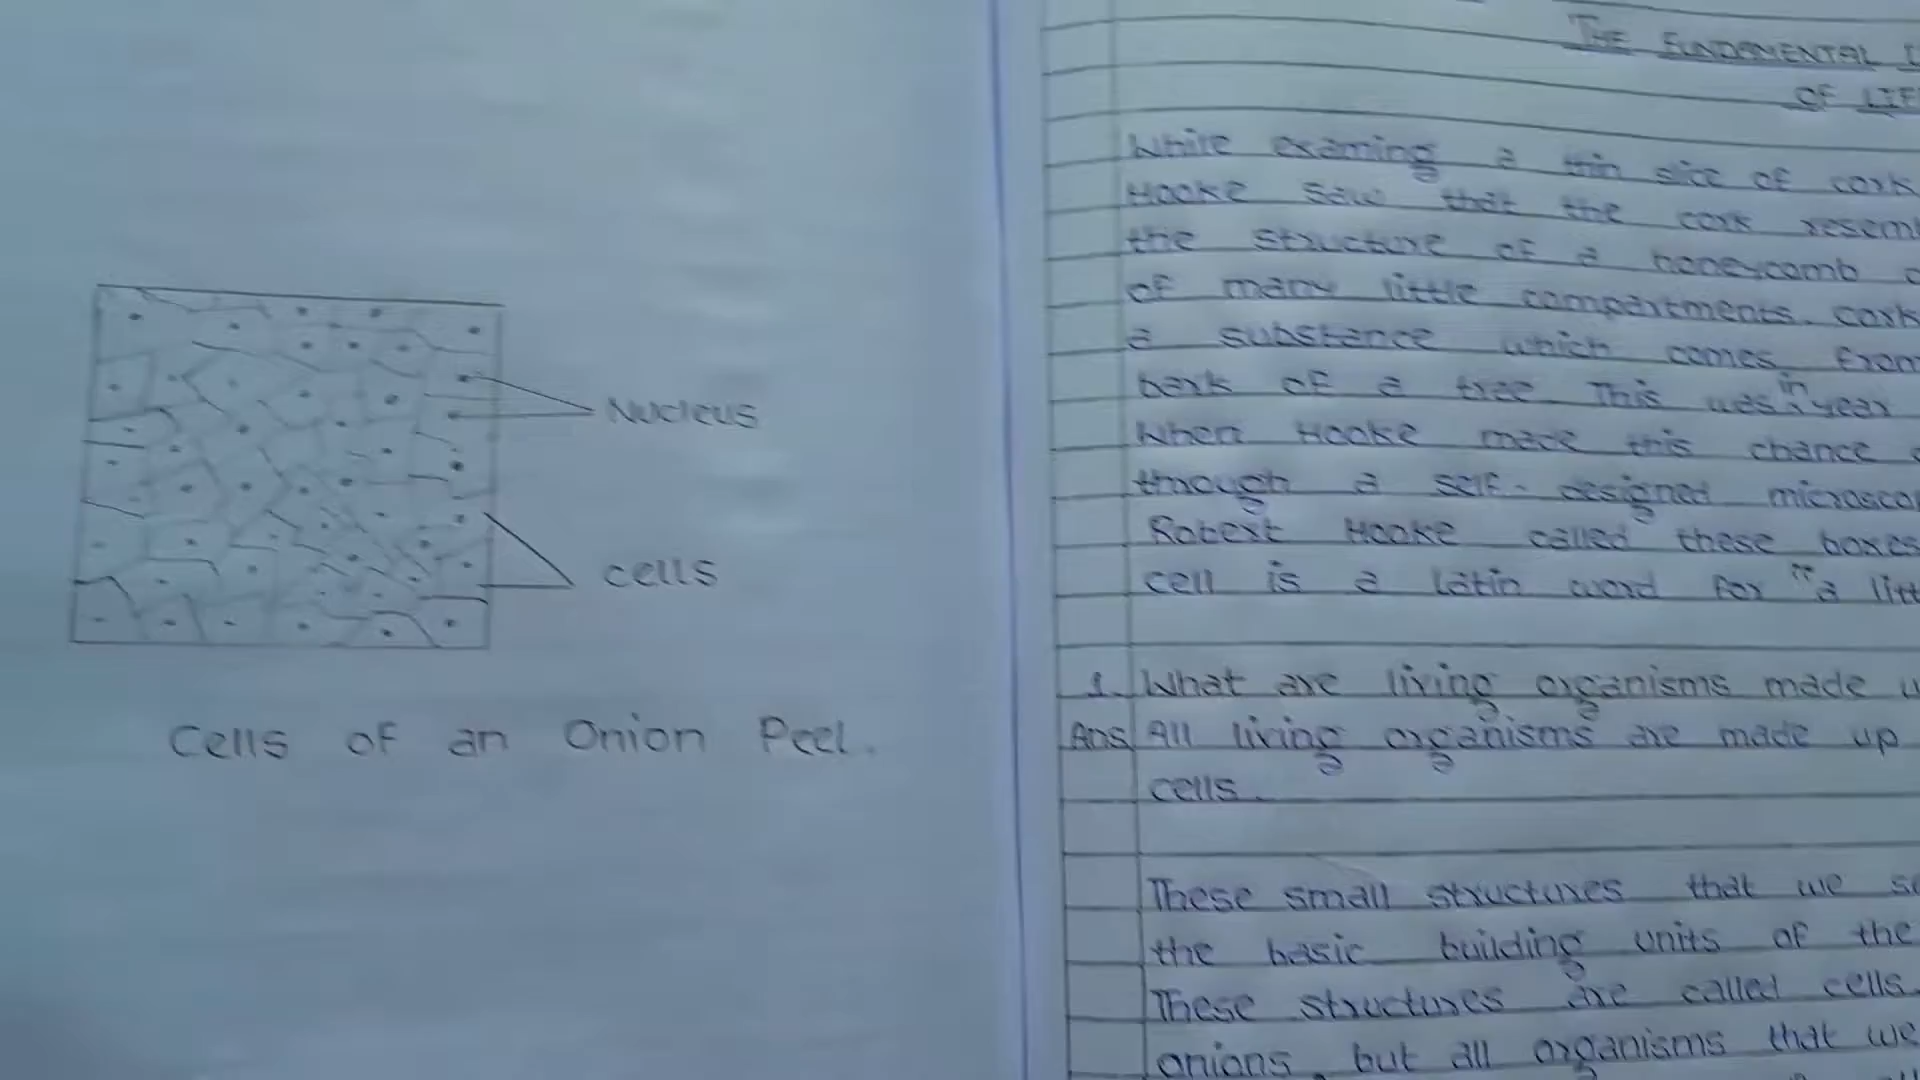 Nucleus
cells
Cells of an Onion Peel.
THE FUNDAMENTAL
OF
While examing a thin slice of cork
Hooke saw that the cork
the structure of a honeycomb
of many little compartments. cork
a substance which comes from
bark of a tree. This was in year
When Hooke made this chance
through a self-designed
Robert Hooke called these boxes
cell is a latin word for "a
1. What are living organisms made
Ans All living organisms are made up
cells.
These small structures that we
the basic building units of the
These structures are called cells.
onions, but all organisms that we